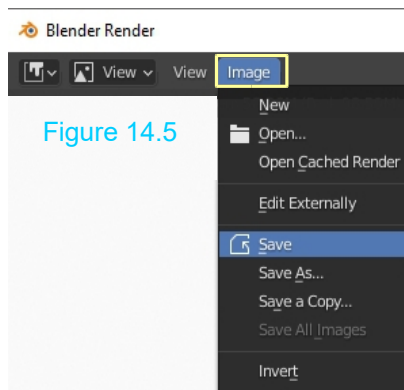 Blender Render
View View Image
Figure 14.5
New
Open...
Open Cached Render
Edit Externally
Save
Save As...
Save a Copy...
Save All Images
Invert